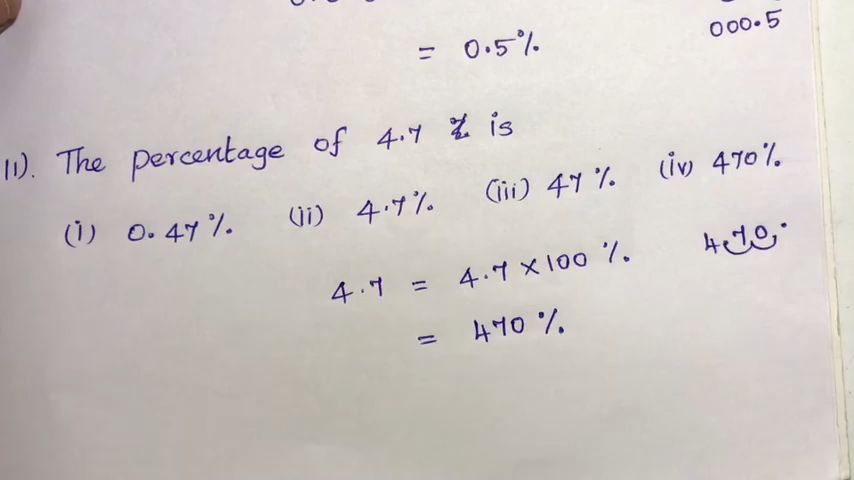 = 0.5%
000.5
11). The percentage of 4.7 is
(i) 0.47% (ii) 4.7% (iii) 47% (iv) 470%
4.7 = 4.7 × 100 %
470.
= 470 %